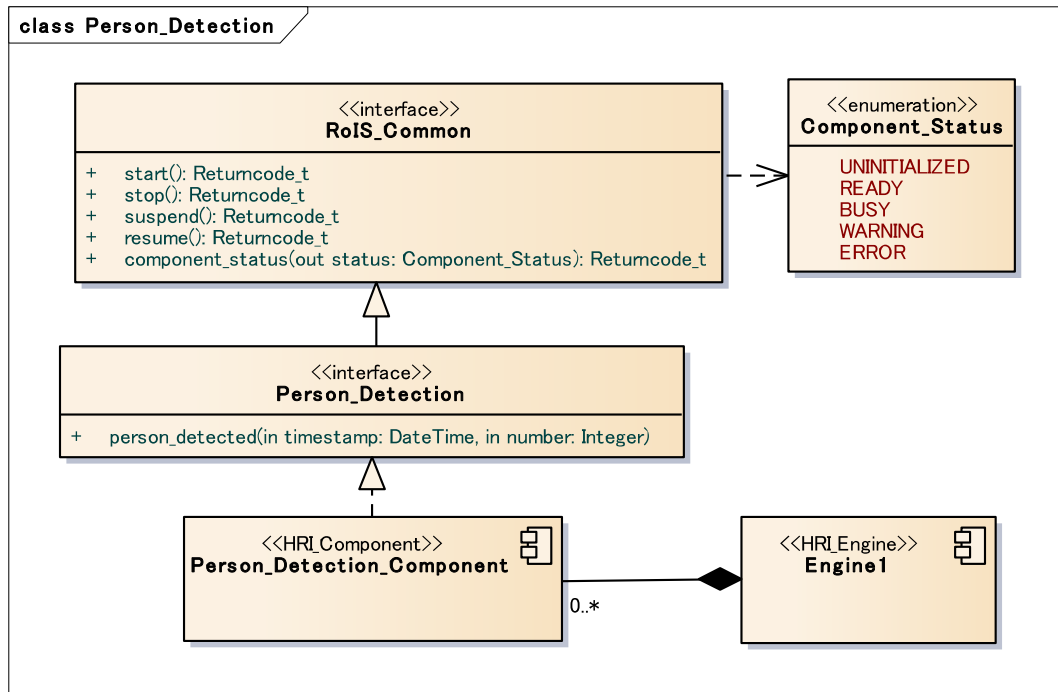 class Person_Detection
<<interface>>
RoIS_Common
+ start(): Returncode_t
+ stop(): Returncode_t
+ suspend(): Returncode_t
+ resume(): Returncode_t
+ component_status(out status: Component_Status): Returncode_t
<<enumeration>>
Component_Status
UNINITIALIZED
READY
BUSY
WARNING
ERROR
<<interface>>
Person_Detection
+ person_detected(in timestamp: DateTime, in number: Integer)
<<HRI_Component>>
Person_Detection_Component
0..*
<<HRI_Engine>>
Engine1